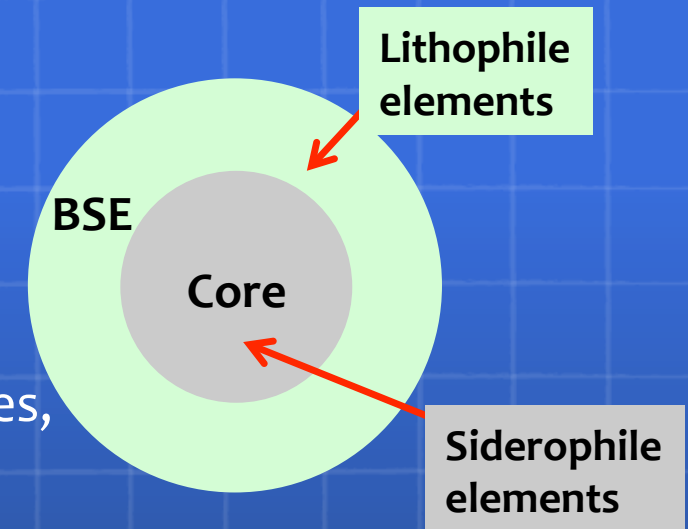 Lithophile
elements
BSE
Core
es,
Siderophile
elements